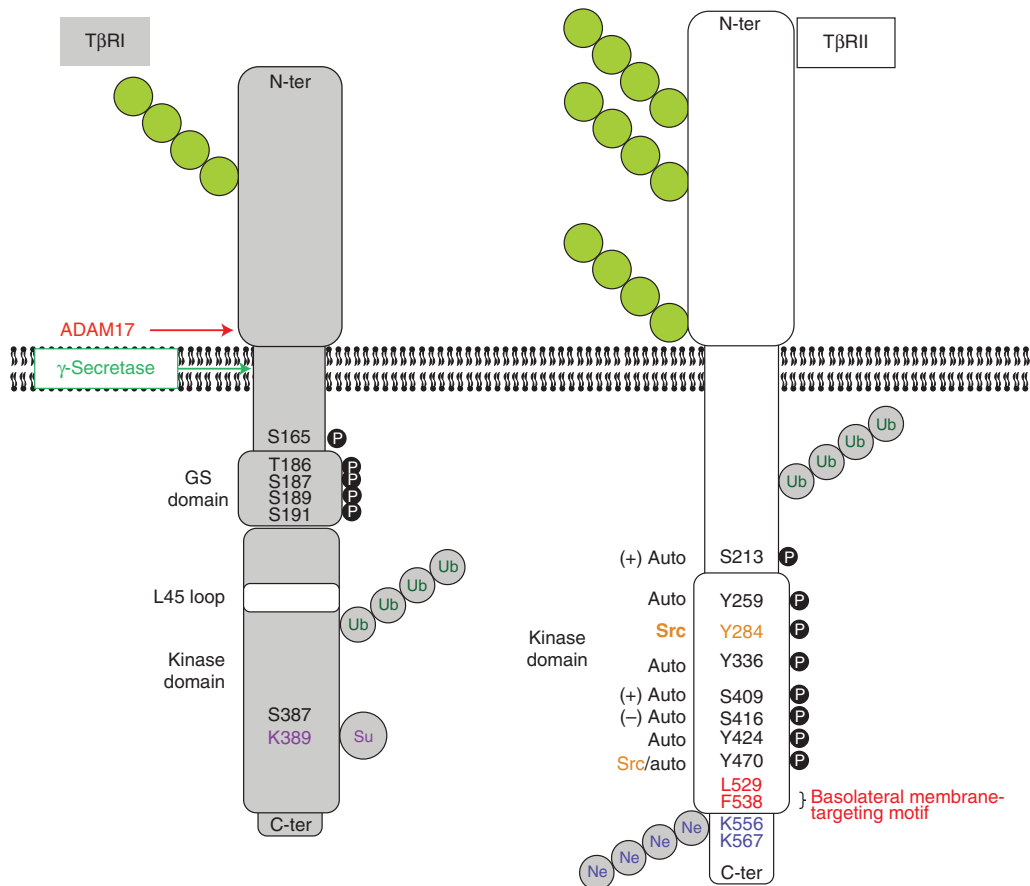 TβRI
N-ter
ADAM17
γ-Secretase
S165
P
GS
domain
T186
P
S187
P
S189
P
S191
P
L45 loop
Ub
Ub
Ub
Ub
Kinase
domain
S387
K389
Su
C-ter
N-ter
TβRII
Ub
Ub
Ub
Ub
(+) Auto
S213
P
Kinase
domain
Auto
Y259
P
Src
Y284
P
Auto
Y336
P
(+) Auto
S409
P
(–) Auto
S416
P
Auto
Y424
P
Src/auto
Y470
P
L529
F538
} Basolateral membrane-
targeting motif
Ne
Ne
Ne
Ne
K556
K567
C-ter